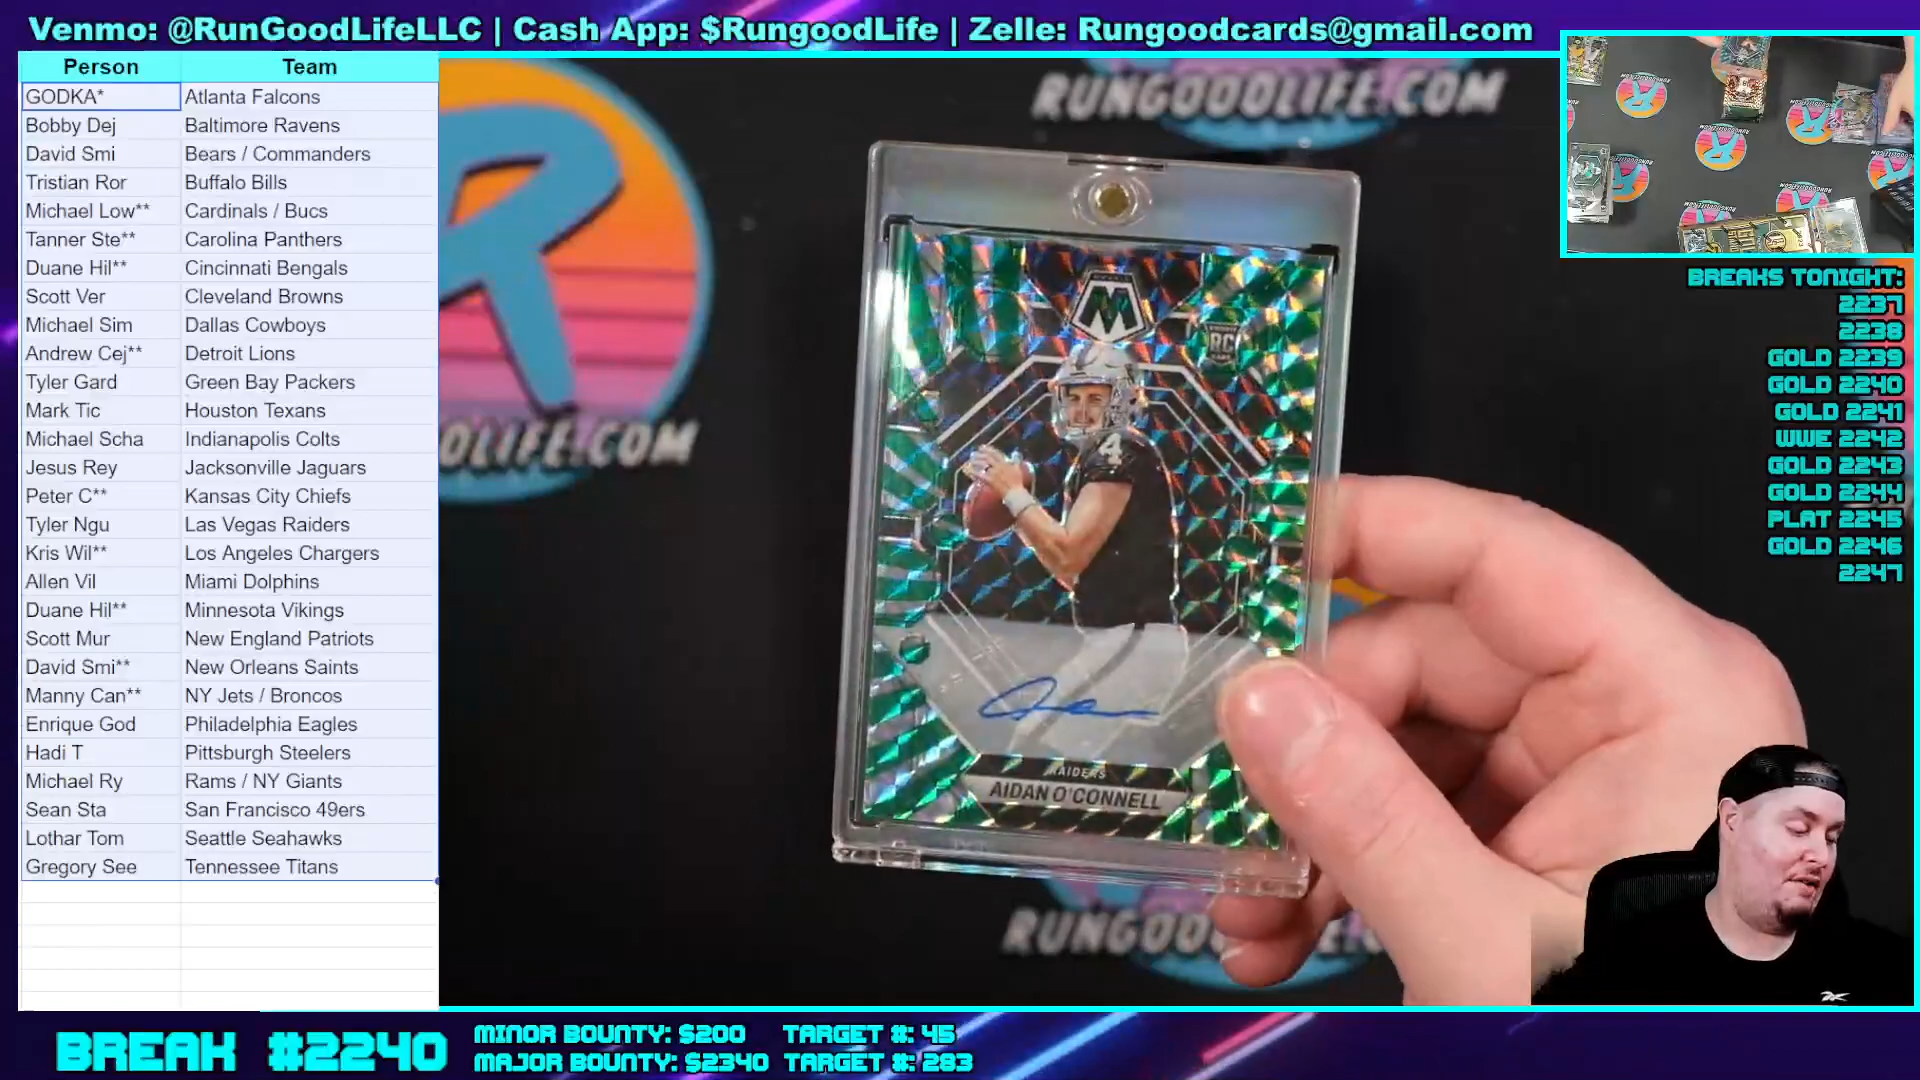 Venmo: @RunGoodLifeLLC | Cash App: $RungoodLife | Zelle: Rungoodcards@gmail.com
Person Team
GODKA* Atlanta Falcons
Bobby Dej Baltimore Ravens
David Smi Bears / Commanders
Tristian Ror Buffalo Bills
Michael Low** Cardinals / Bucs
Tanner Ste** Carolina Panthers
Duane Hil** Cincinnati Bengals
Scott Ver Cleveland Browns
Michael Sim Dallas Cowboys
Andrew Cej** Detroit Lions
Tyler Gard Green Bay Packers
Mark Tic Houston Texans
Michael Scha Indianapolis Colts
Jesus Rey Jacksonville Jaguars
Peter C** Kansas City Chiefs
Tyler Ngu Las Vegas Raiders
Kris Wil** Los Angeles Chargers
Allen Vil Miami Dolphins
Duane Hil** Minnesota Vikings
Scott Mur New England Patriots
David Smi** New Orleans Saints
Manny Can** NY Jets / Broncos
Enrique God Philadelphia Eagles
Hadi T Pittsburgh Steelers
Michael Ry Rams / NY Giants
Sean Sta San Francisco 49ers
Lothar Tom Seattle Seahawks
Gregory See Tennessee Titans
RUNGOODLIFE.COM
R
OLIFE.COM
M
RC
4
RAIDERS
AIDAN O'CONNELL
RUNGOO
BREAKS TONIGHT:
2237
2238
GOLD 2239
GOLD 2240
GOLD 2241
WWE 2242
GOLD 2243
GOLD 2244
PLAT 2245
GOLD 2246
2247
BREAK #2240
MINOR BOUNTY: $200 TARGET #: 45
MAJOR BOUNTY: $2340 TARGET #: 283